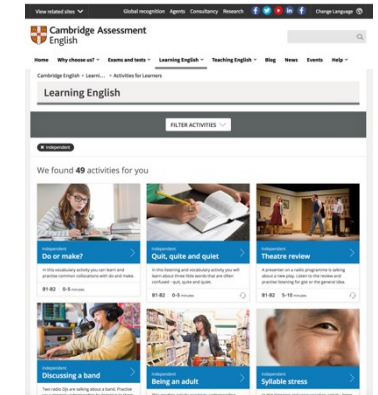 View related sites
Global recognition Agents Consultancy Research
Change Language
Cambridge Assessment
English
Home Why choose us? Exams and tests Learning English Teaching English Blog News Events Help
Cambridge English Learni... Activities for Learners
Learning English
FILTER ACTIVITIES
Independent
We found 49 activities for you
Independent
Do or make?
In this vocabulary activity you can learn and
practise common collocations with do and make.
B1-B2 0-5 minutes
Independent
Quit, quite and quiet
In this listening and vocabulary activity you will
learn about three little words that are often
confused - quit, quite and quiet.
B1-B2 0-5 minutes
Independent
Theatre review
A presenter on a radio programme is talking
about a new play. Listen to the review and
practise listening for gist or the general idea.
B1-B2 5-10 minutes
Independent
Discussing a band
Two radio DJs are talking about a band. Practise
Independent
Being an adult
Independent
Syllable stress